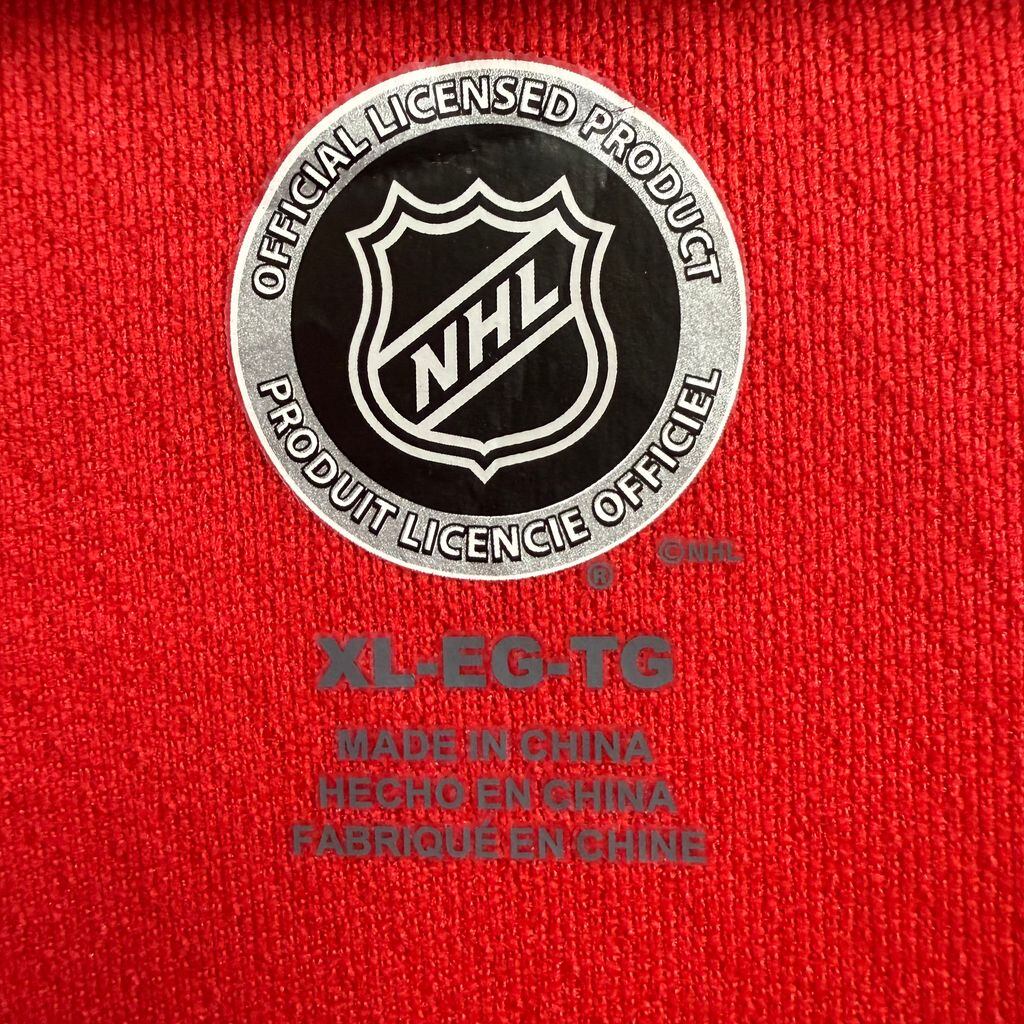 OFFICIAL LICENSED PRODUCT
NHL
PRODUIT LICENCIE OFFICIEL
©NHL
®
XL-EG-TG
MADE IN CHINA
HECHO EN CHINA
FABRIQUÉ EN CHINE